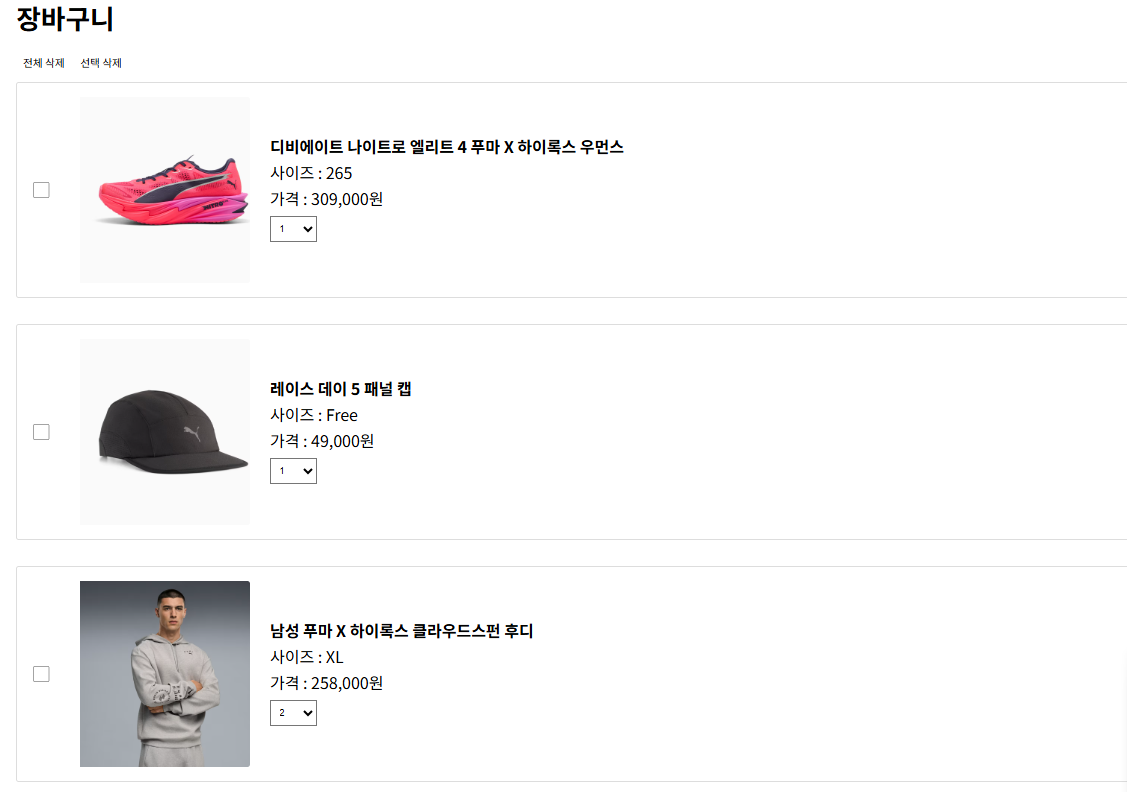 장바구니
전체 삭제 선택 삭제
디비에이트 나이트로 엘리트 4 푸마 X 하이록스 우먼스
사이즈 : 265
가격 : 309,000원
1
레이스 데이 5 패널 캡
사이즈 : Free
가격 : 49,000원
1
남성 푸마 X 하이록스 클라우드스펀 후디
사이즈 : XL
가격 : 258,000원
2